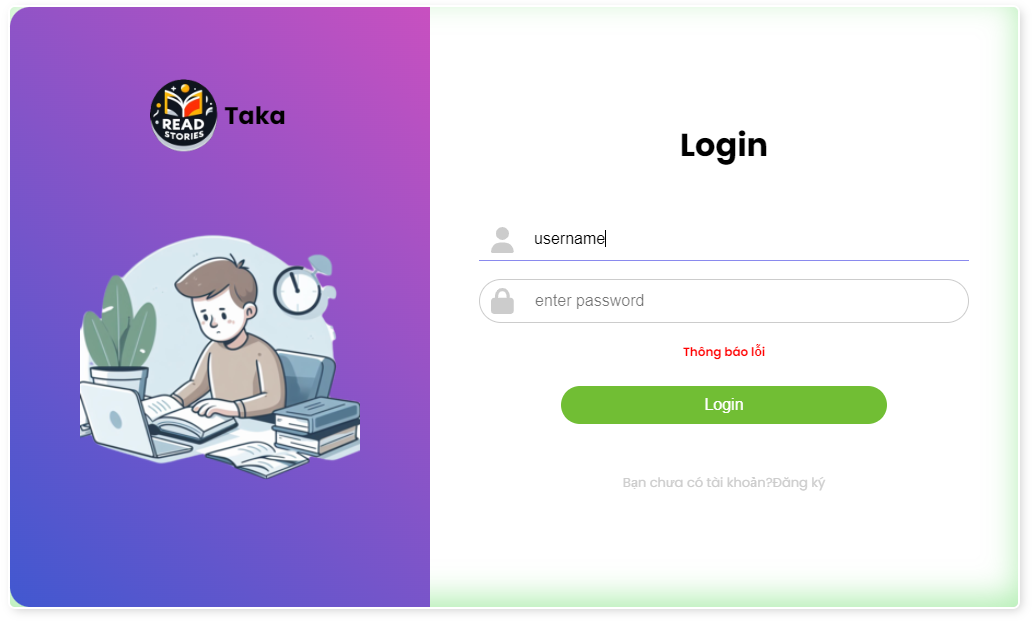 READ
STORIES
Taka
Login
username
enter password
Thông báo lỗi
Login
Bạn chưa có tài khoản?Đăng ký